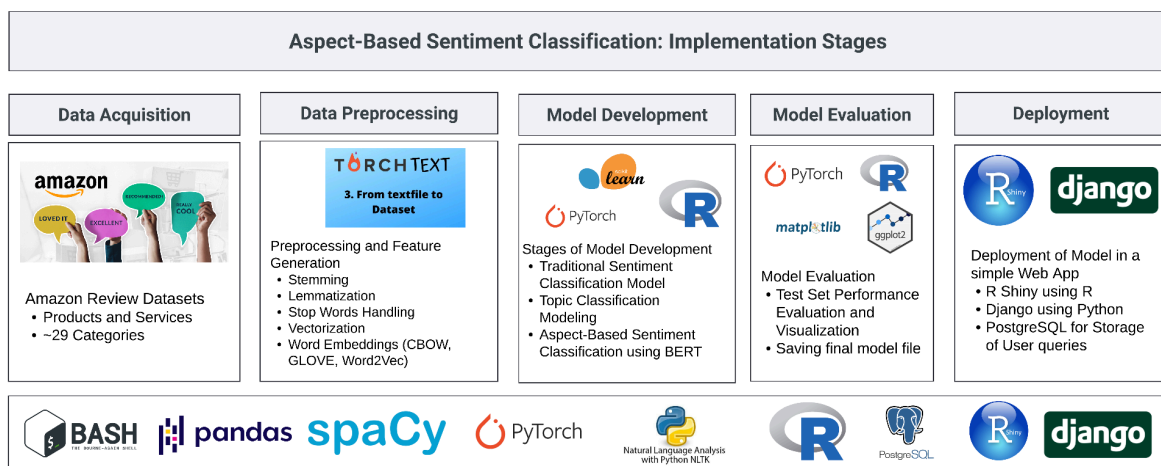 Aspect-Based Sentiment Classification: Implementation Stages
Data Acquisition
amazon
LOVED IT
EXCELLENT
RECOMMENDED!
REALLY
COOL
Amazon Review Datasets
• Products and Services
• ~29 Categories
Data Preprocessing
TORCHTEXT
3. From textfile to
Dataset
Preprocessing and Feature
Generation
• Stemming
• Lemmatization
• Stop Words Handling
• Vectorization
• Word Embeddings (CBOW,
GLOVE, Word2Vec)
Model Development
learn
PyTorch
R
Stages of Model Development
• Traditional Sentiment
Classification Model
• Topic Classification
Modeling
• Aspect-Based Sentiment
Classification using BERT
Model Evaluation
PyTorch
R
matplotlib
ggplot2
Model Evaluation
• Test Set Performance
Evaluation and
Visualization
• Saving final model file
Deployment
R Shiny
django
Deployment of Model in a
simple Web App
• R Shiny using R
• Django using Python
• PostgreSQL for Storage
of User queries
$_
BASH
THE BOURNE-AGAIN SHELL
pandas
spaCy
PyTorch
Natural Language Analysis
with Python NLTK
R
PostgreSQL
R Shiny
django